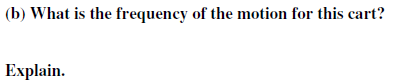 (b) What is the frequency of the motion for this cart?
Explain.